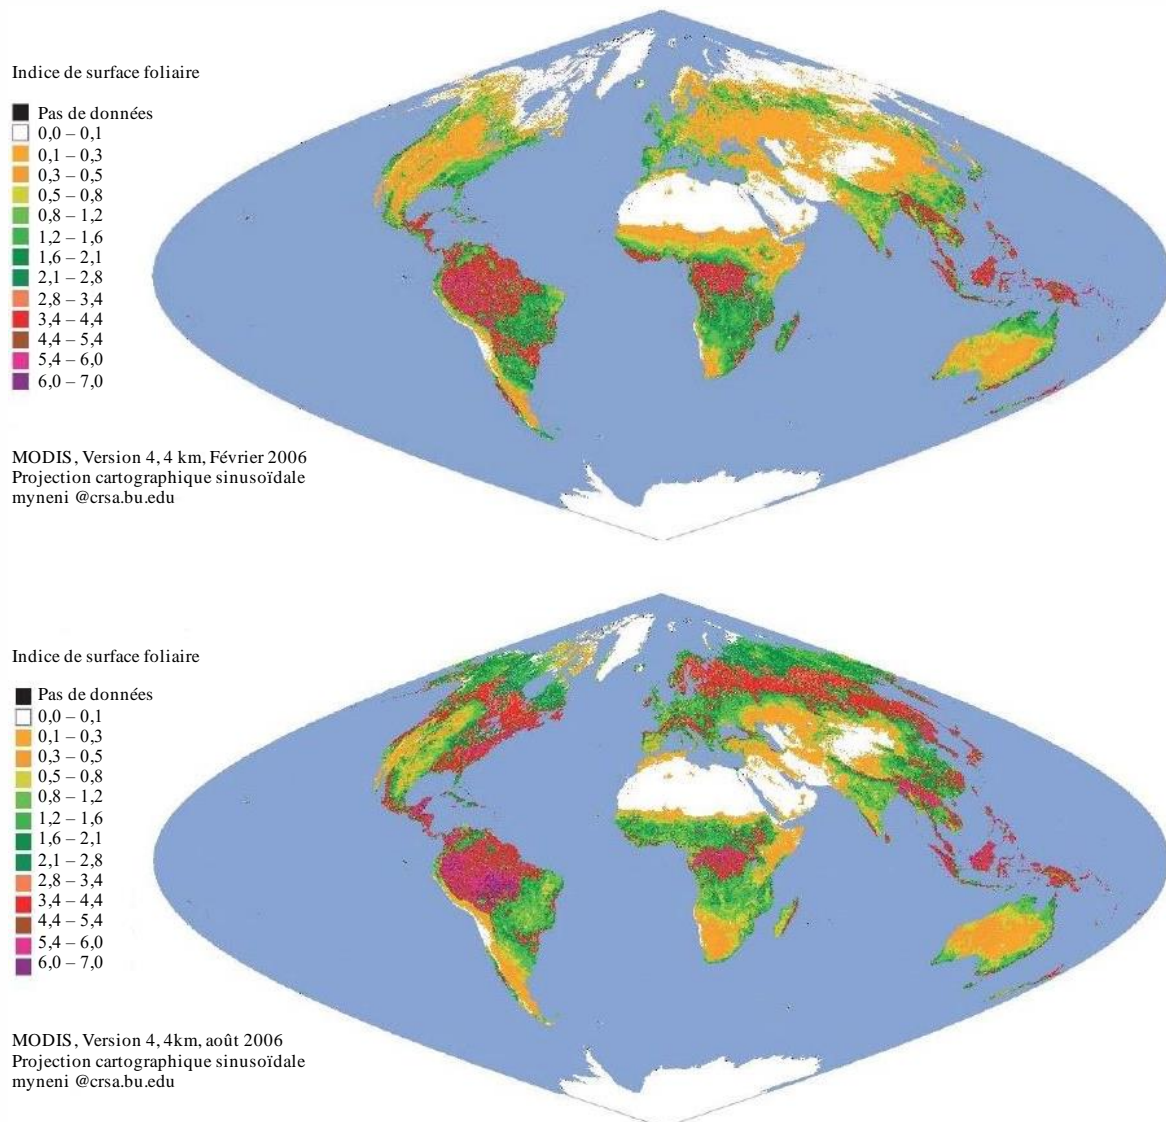 Indice de surface foliaire
Pas de données
0,0 – 0,1
0,1 – 0,3
0,3 – 0,5
0,5 – 0,8
0,8 – 1,2
1,2 – 1,6
1,6 – 2,1
2,1 – 2,8
2,8 – 3,4
3,4 – 4,4
4,4 – 5,4
5,4 – 6,0
6,0 – 7,0
MODIS, Version 4, 4 km, Février 2006
Projection cartographique sinusoïdale
myneni @crsa.bu.edu
Indice de surface foliaire
Pas de données
0,0 – 0,1
0,1 – 0,3
0,3 – 0,5
0,5 – 0,8
0,8 – 1,2
1,2 – 1,6
1,6 – 2,1
2,1 – 2,8
2,8 – 3,4
3,4 – 4,4
4,4 – 5,4
5,4 – 6,0
6,0 – 7,0
MODIS, Version 4, 4km, août 2006
Projection cartographique sinusoïdale
myneni @crsa.bu.edu